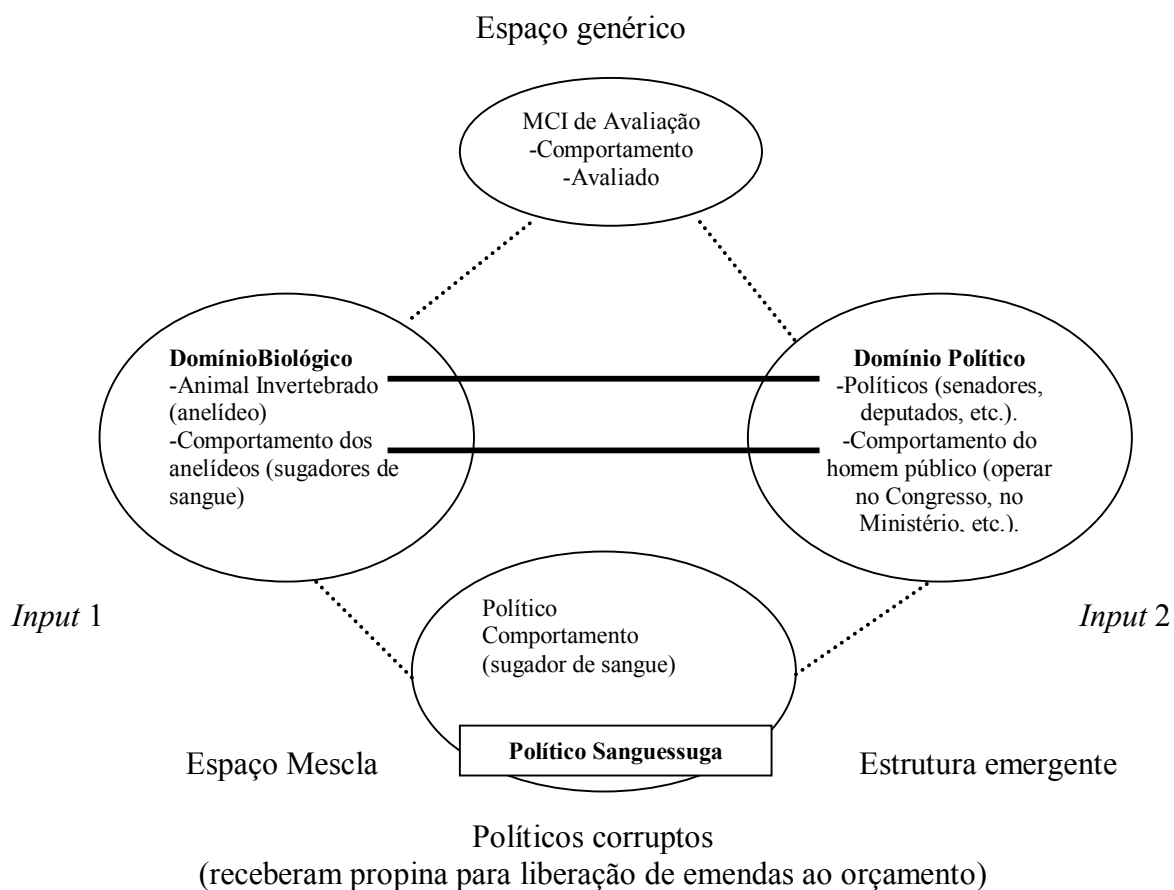 Espaço genérico
MCI de Avaliação
-Comportamento
-Avaliado
DomínioBiológico
-Animal Invertebrado
(anelídeo)
-Comportamento dos
anelídeos (sugadores de
sangue)
Domínio Político
-Políticos (senadores,
deputados, etc.).
-Comportamento do
homem público (operar
no Congresso, no
Ministério, etc.).
Input 1
Input 2
Político
Comportamento
(sugador de sangue)
Político Sanguessuga
Espaço Mescla
Estrutura emergente
Políticos corruptos
(receberam propina para liberação de emendas ao orçamento)